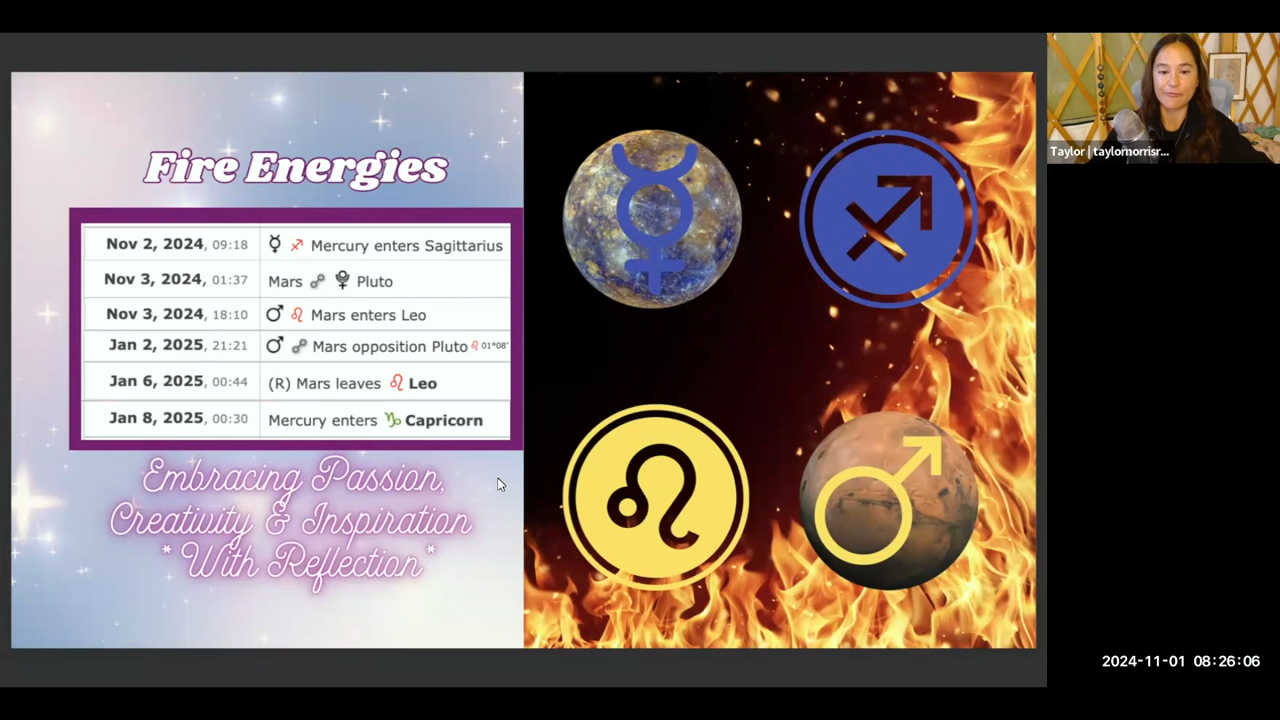 Fire Energies
Nov 2, 2024, 09:18 ☿ ♐ Mercury enters Sagittarius
Nov 3, 2024, 01:37 Mars ☍ Pluto
Nov 3, 2024, 18:10 ♂ ♌ Mars enters Leo
Jan 2, 2025, 21:21 ♂ ☍ Mars opposition Pluto ♌ 01°08'
Jan 6, 2025, 00:44 (R) Mars leaves ♌ Leo
Jan 8, 2025, 00:30 Mercury enters ♑ Capricorn
Embracing Passion,
Creativity & Inspiration
*With Reflection*
Taylor | taylornorrisr...
2024-11-01 08:26:06